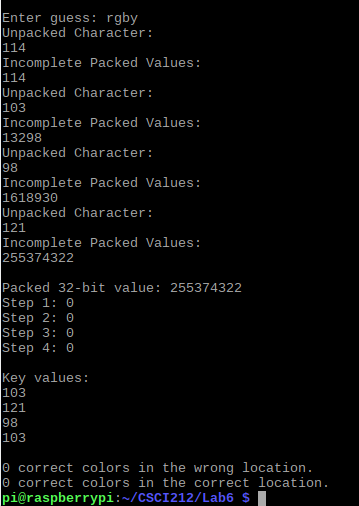 Enter guess: rgby
Unpacked Character:
114
Incomplete Packed Values:
114
Unpacked Character:
103
Incomplete Packed Values:
13298
Unpacked Character:
98
Incomplete Packed Values:
1618930
Unpacked Character:
121
Incomplete Packed Values:
255374322
Packed 32-bit value: 255374322
Step 1: 0
Step 2: 0
Step 3: 0
Step 4: 0
Key values:
103
121
98
103
0 correct colors in the wrong location.
0 correct colors in the correct location.
pi@raspberrypi:~/CSCI212/Lab6 $